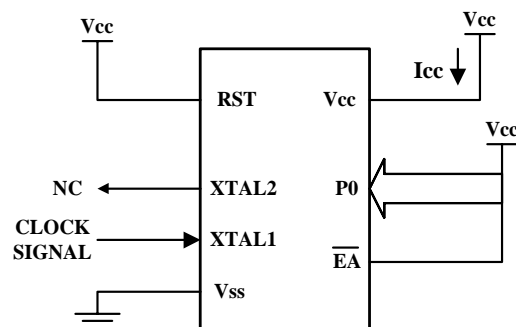 Vcc
Vcc
Icc
RST
Vcc
Vcc
NC
XTAL2
P0
CLOCK
SIGNAL
XTAL1
EA
Vss